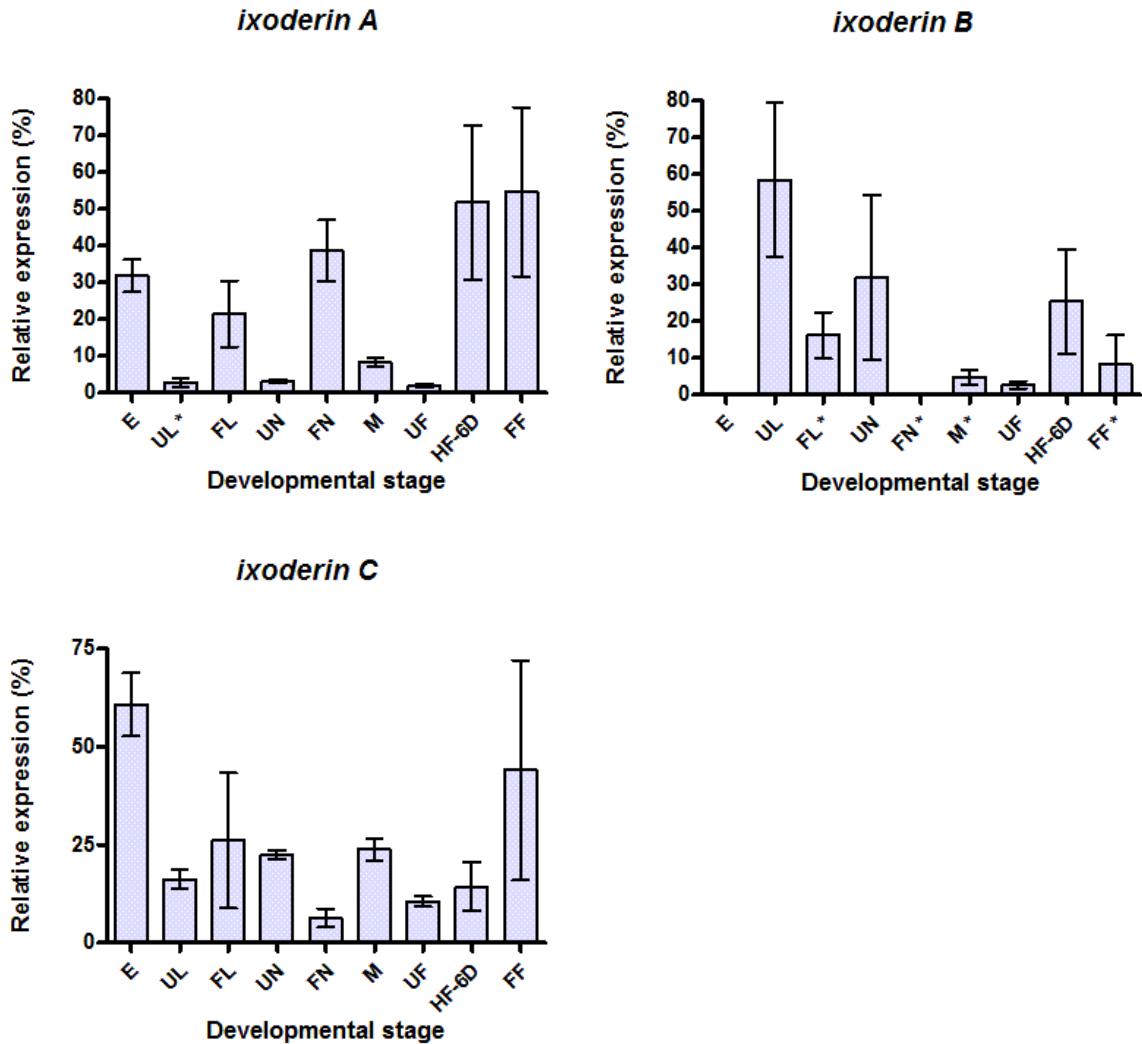 ixoderin A
Relative expression (%)
80
70
60
50
40
30
20
10
0
E UL * FL UN FN M UF HF-6D FF
Developmental stage
ixoderin B
Relative expression (%)
80
70
60
50
40
30
20
10
0
E UL FL * UN FN * M * UF HF-6D FF *
Developmental stage
ixoderin C
Relative expression (%)
75
50
25
0
E UL FL UN FN M UF HF-6D FF
Developmental stage